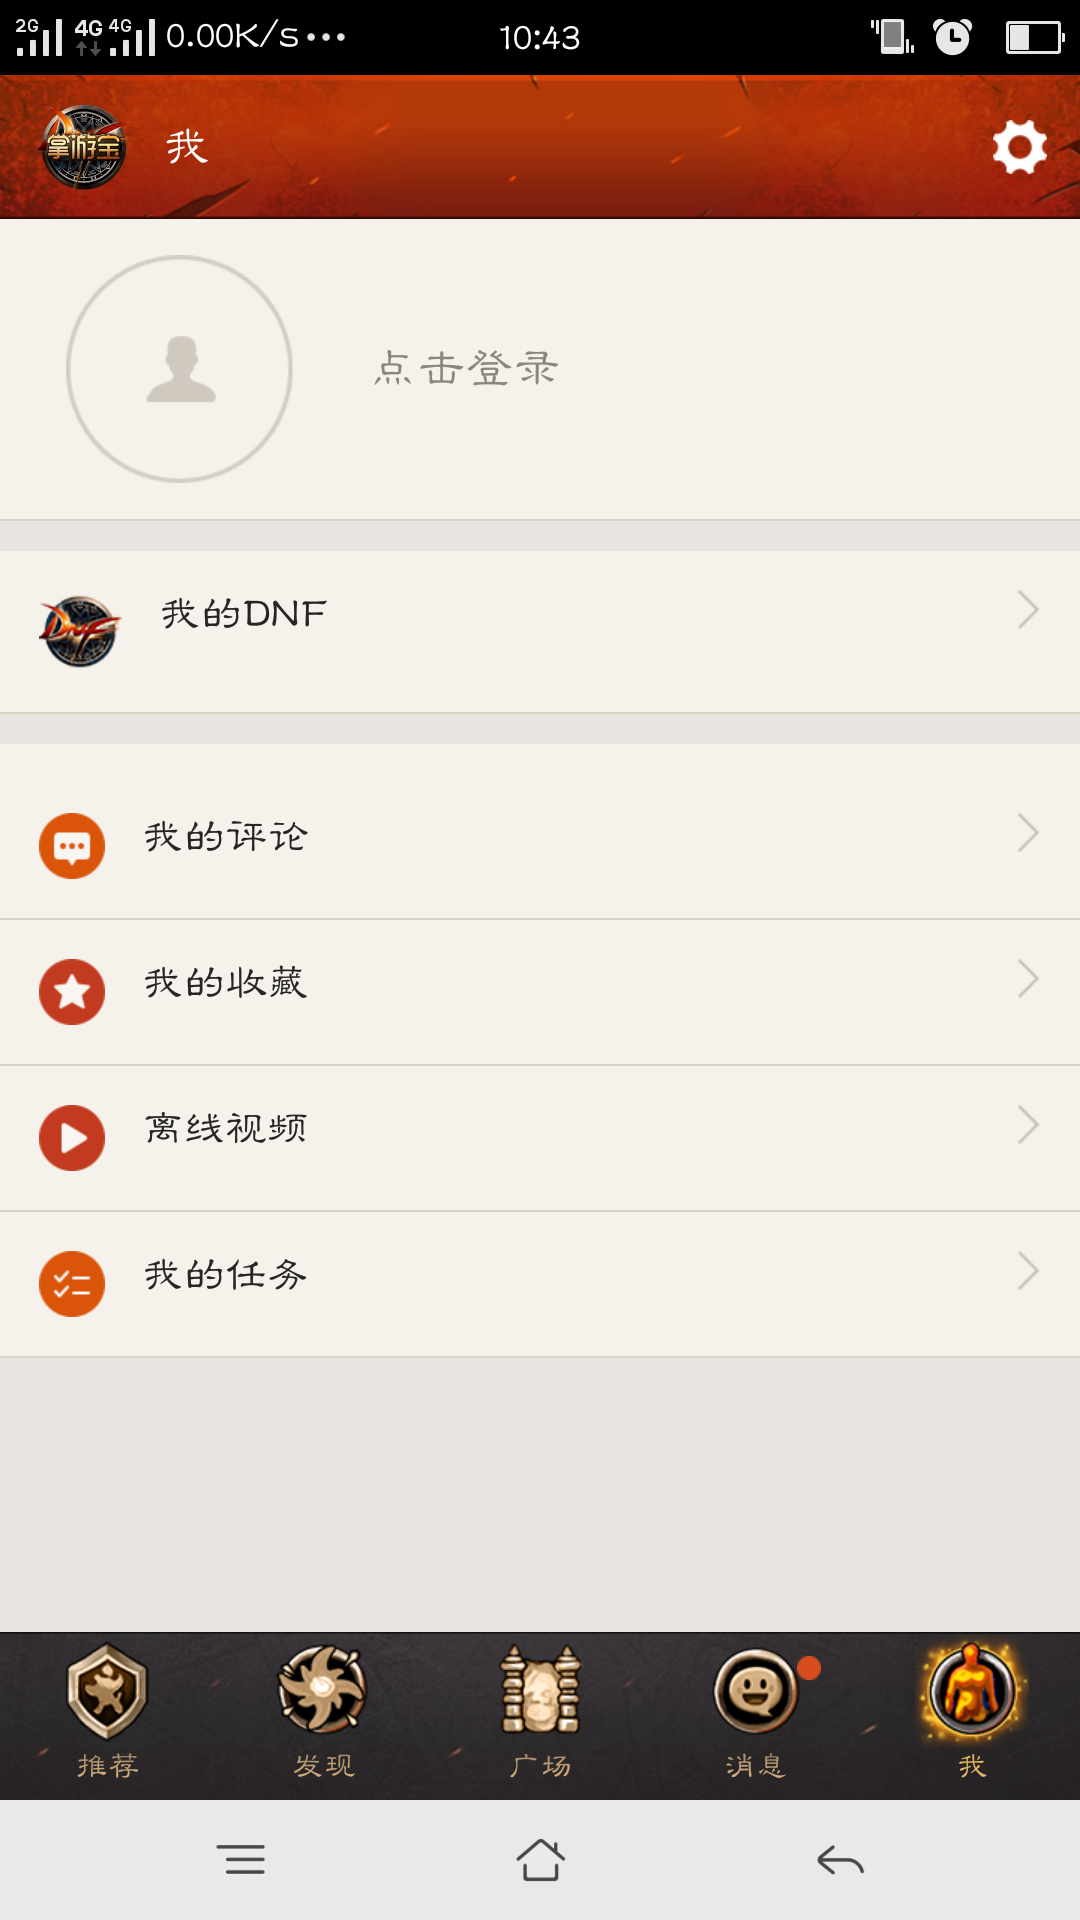 2G 4G 4G 0.00K/s... 10:43
掌游宝 我
点击登录
DNF 我的DNF
我的评论
我的收藏
离线视频
我的任务
推荐 发现 广场 消息 我